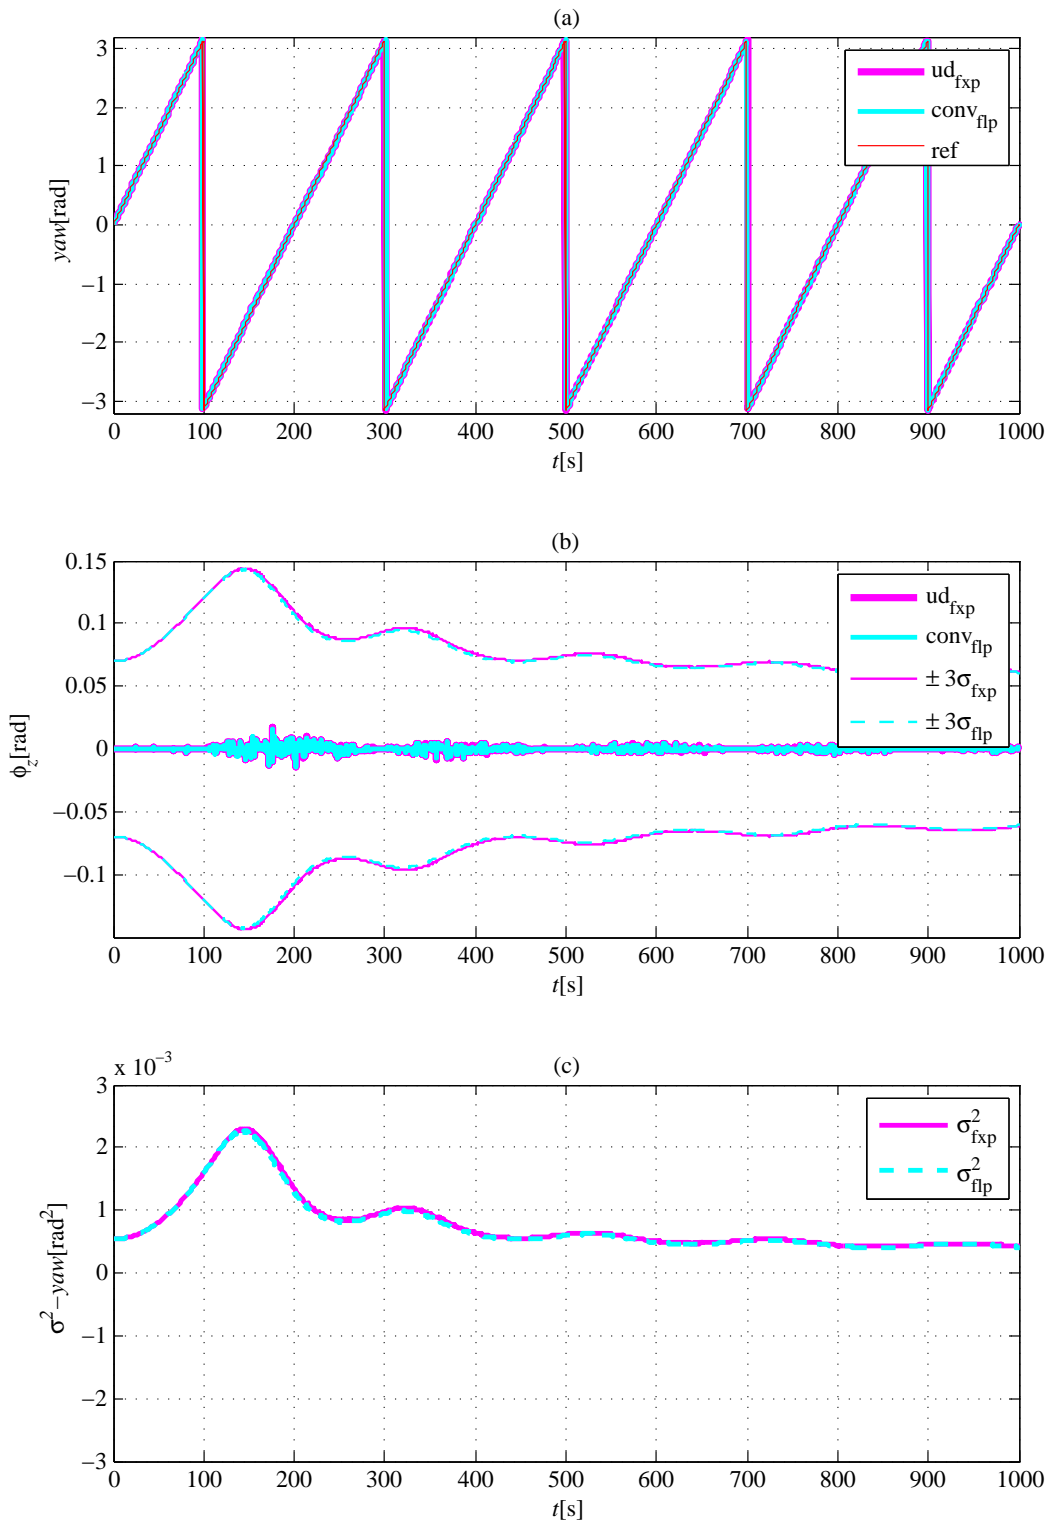 (a)
3
2
1
0
−1
−2
−3
yaw[rad]
0 100 200 300 400 500 600 700 800 900 1000
t[s]
ud_fxp
conv_flp
ref
(b)
0.15
0.1
0.05
0
−0.05
−0.1
ϕ_z[rad]
0 100 200 300 400 500 600 700 800 900 1000
t[s]
ud_fxp
conv_flp
± 3σ_fxp
± 3σ_flp
(c)
x 10^−3
3
2
1
0
−1
−2
−3
σ^2−yaw[rad^2]
0 100 200 300 400 500 600 700 800 900 1000
t[s]
σ^2_fxp
σ^2_flp